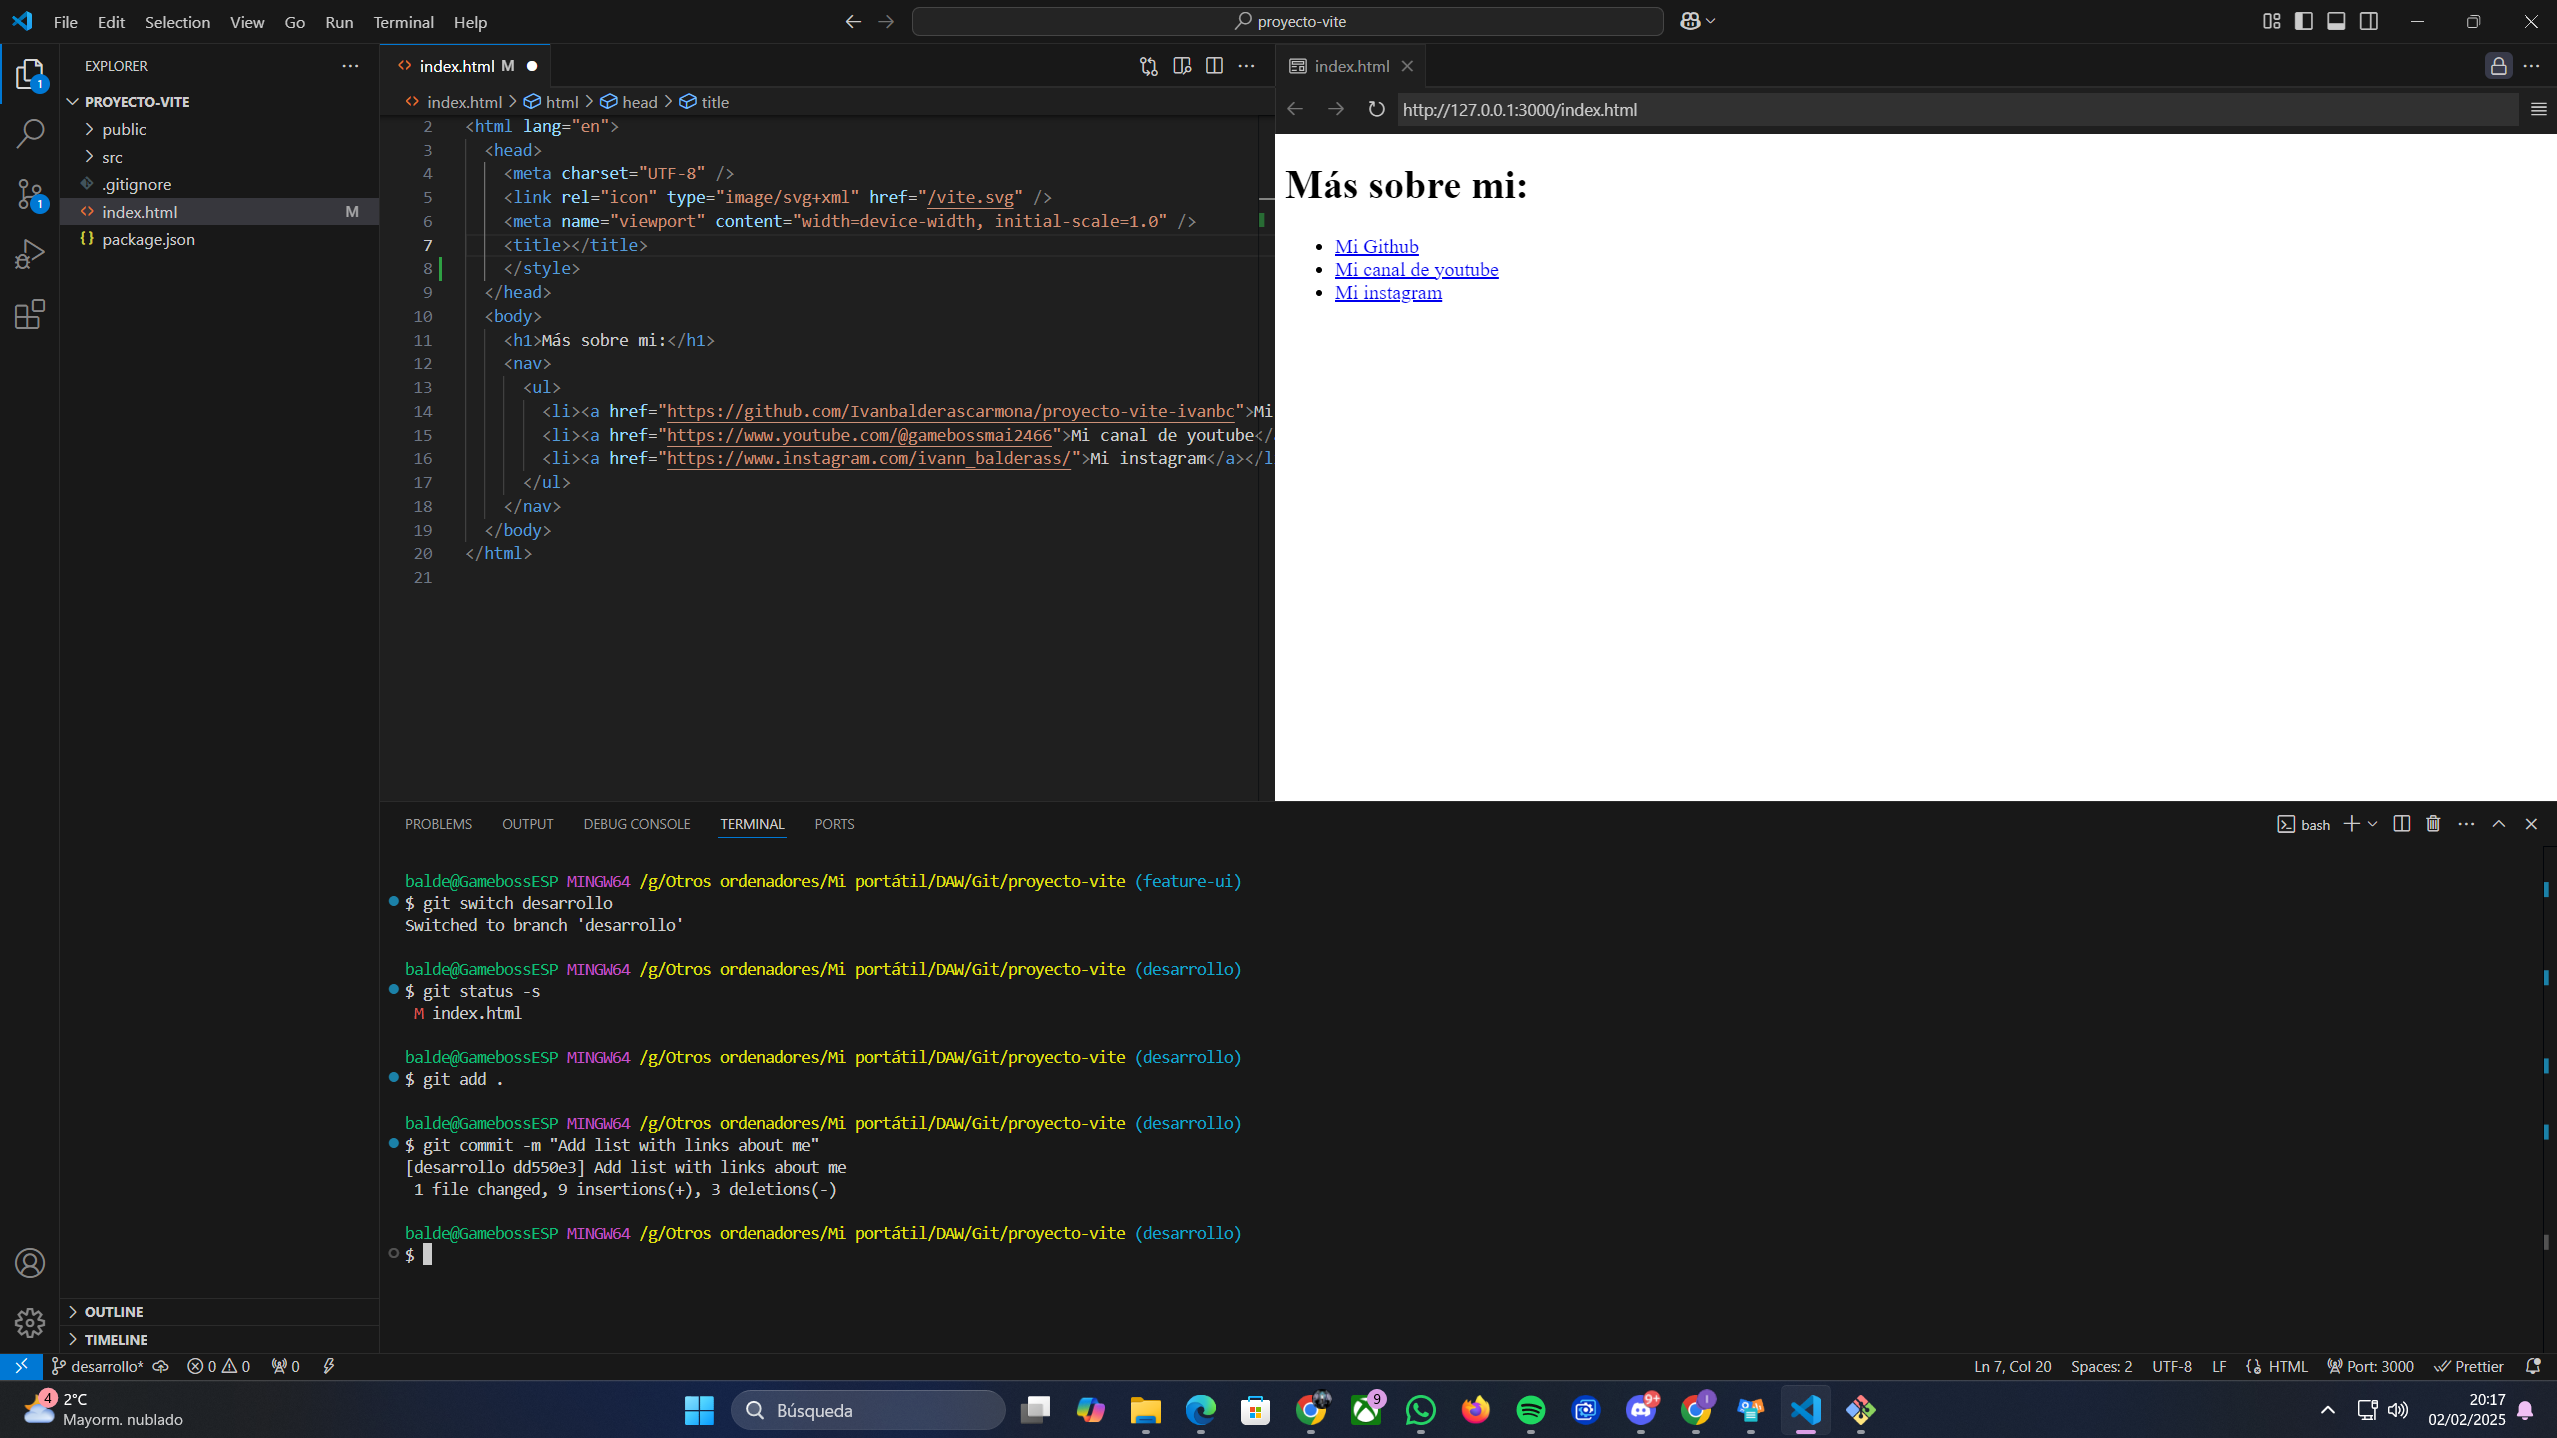 File Edit Selection View Go Run Terminal Help
proyecto-vite
EXPLORER
PROYECTO-VITE
public
src
.gitignore
index.html M
package.json
OUTLINE
TIMELINE
1
1
index.html M
index.html > html > head > title
2 <html lang="en">
3 <head>
4 <meta charset="UTF-8" />
5 <link rel="icon" type="image/svg+xml" href="/vite.svg" />
6 <meta name="viewport" content="width=device-width, initial-scale=1.0" />
7 <title></title>
8 </style>
9 </head>
10 <body>
11 <h1>Más sobre mi:</h1>
12 <nav>
13 <ul>
14 <li><a href="https://github.com/Ivanbalderascarmona/proyecto-vite-ivanbc">Mi
15 <li><a href="https://www.youtube.com/@gamebossmai2466">Mi canal de youtube</
16 <li><a href="https://www.instagram.com/ivann_balderass/">Mi instagram</a></l
17 </ul>
18 </nav>
19 </body>
20 </html>
21
index.html
http://127.0.0.1:3000/index.html
Más sobre mi:
Mi Github
Mi canal de youtube
Mi instagram
PROBLEMS OUTPUT DEBUG CONSOLE TERMINAL PORTS
bash
balde@GamebossESP MINGW64 /g/Otros ordenadores/Mi portátil/DAW/Git/proyecto-vite (feature-ui)
$ git switch desarrollo
Switched to branch 'desarrollo'
balde@GamebossESP MINGW64 /g/Otros ordenadores/Mi portátil/DAW/Git/proyecto-vite (desarrollo)
$ git status -s
M index.html
balde@GamebossESP MINGW64 /g/Otros ordenadores/Mi portátil/DAW/Git/proyecto-vite (desarrollo)
$ git add .
balde@GamebossESP MINGW64 /g/Otros ordenadores/Mi portátil/DAW/Git/proyecto-vite (desarrollo)
$ git commit -m "Add list with links about me"
[desarrollo dd550e3] Add list with links about me
1 file changed, 9 insertions(+), 3 deletions(-)
balde@GamebossESP MINGW64 /g/Otros ordenadores/Mi portátil/DAW/Git/proyecto-vite (desarrollo)
$
desarrollo* 0 0 0
Ln 7, Col 20 Spaces: 2 UTF-8 LF HTML Port: 3000 Prettier
4 2°C
Mayorm. nublado
Búsqueda
9
9+
20:17
02/02/2025